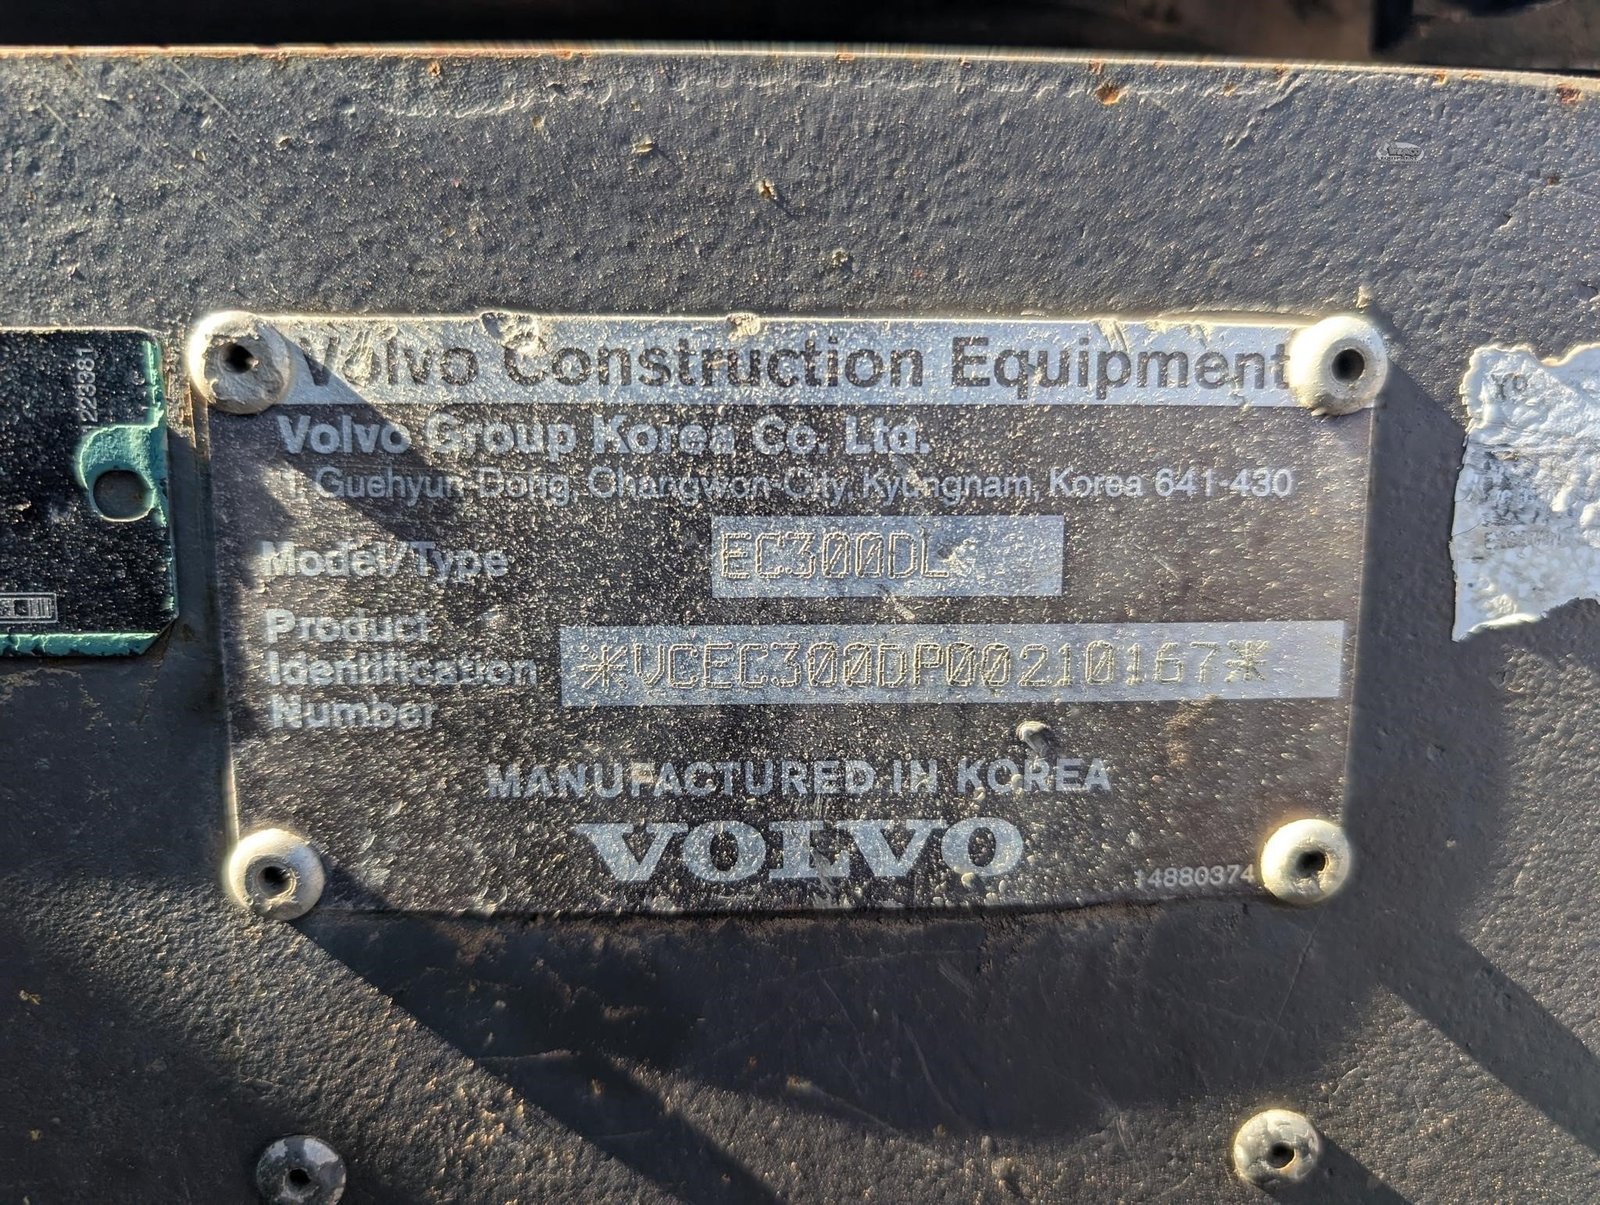 Volvo Construction Equipment
Volvo Group Korea Co. Ltd.
1, Guehyun-Dong, Changwon-City, Kyungnam, Korea 641-430
Model/Type EC300DL
Product
Identification
Number
*VCEC300DP00210167*
MANUFACTURED IN KOREA
VOLVO
14880374